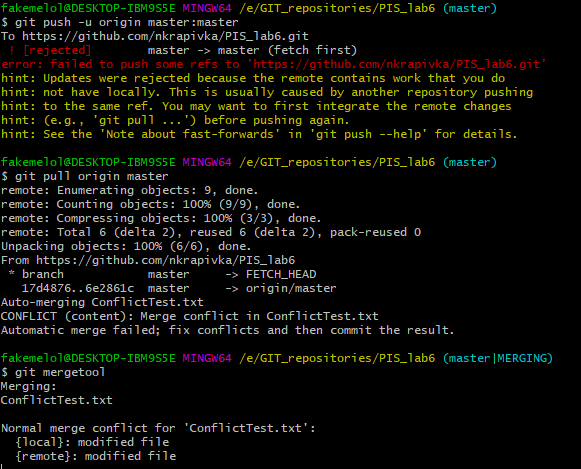 fakemelol@DESKTOP-IBM9S5E MINGW64 /e/GIT_repositories/PIS_lab6 (master)
$ git push -u origin master:master
To https://github.com/nkrapivka/PIS_lab6.git
 ! [rejected]        master -> master (fetch first)
error: failed to push some refs to 'https://github.com/nkrapivka/PIS_lab6.git'
hint: Updates were rejected because the remote contains work that you do
hint: not have locally. This is usually caused by another repository pushing
hint: to the same ref. You may want to first integrate the remote changes
hint: (e.g., 'git pull ...') before pushing again.
hint: See the 'Note about fast-forwards' in 'git push --help' for details.
fakemelol@DESKTOP-IBM9S5E MINGW64 /e/GIT_repositories/PIS_lab6 (master)
$ git pull origin master
remote: Enumerating objects: 9, done.
remote: Counting objects: 100% (9/9), done.
remote: Compressing objects: 100% (3/3), done.
remote: Total 6 (delta 2), reused 6 (delta 2), pack-reused 0
Unpacking objects: 100% (6/6), done.
From https://github.com/nkrapivka/PIS_lab6
 * branch            master     -> FETCH_HEAD
   17d4876..6e2861c  master     -> origin/master
Auto-merging ConflictTest.txt
CONFLICT (content): Merge conflict in ConflictTest.txt
Automatic merge failed; fix conflicts and then commit the result.
fakemelol@DESKTOP-IBM9S5E MINGW64 /e/GIT_repositories/PIS_lab6 (master|MERGING)
$ git mergetool
Merging:
ConflictTest.txt
Normal merge conflict for 'ConflictTest.txt':
  {local}: modified file
  {remote}: modified file